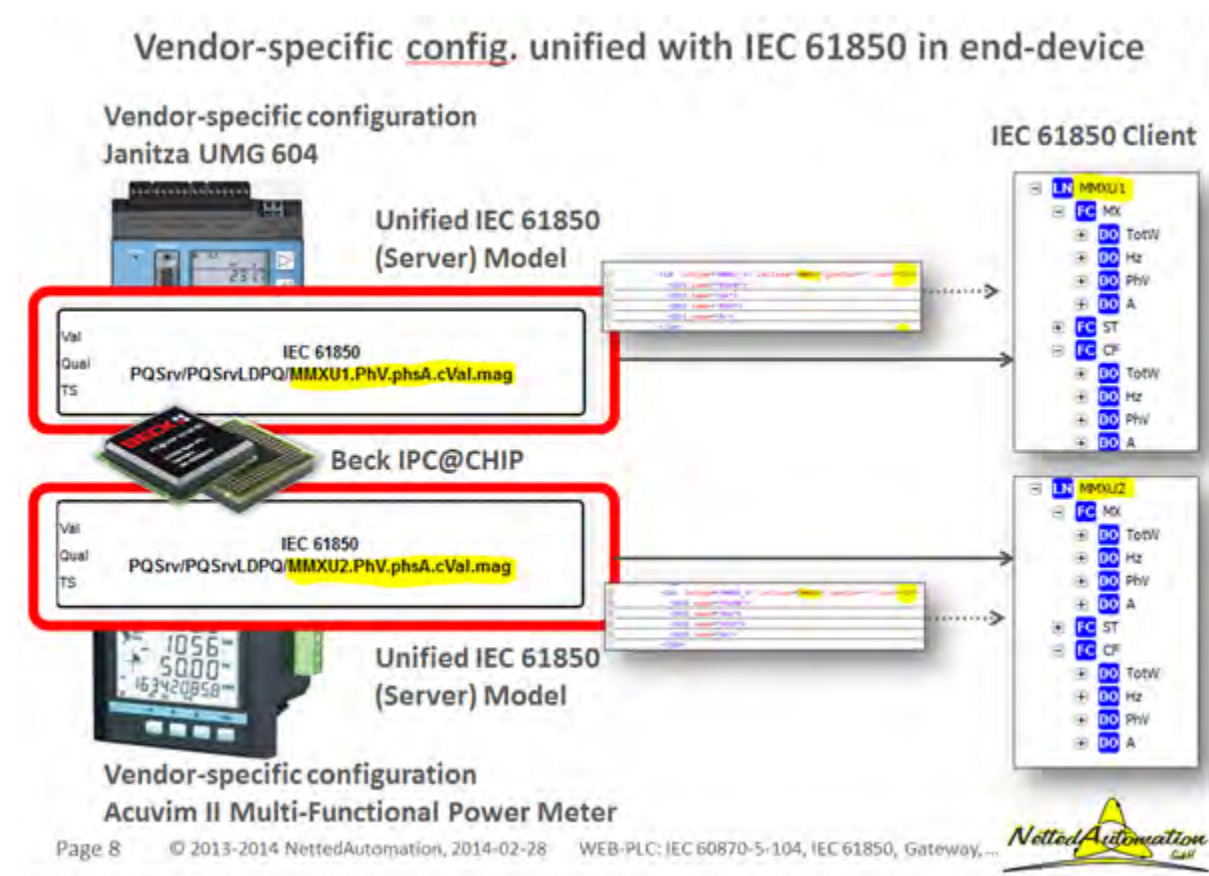 Vendor-specific config. unified with IEC 61850 in end-device
Vendor-specific configuration
Janitza UMG 604
IEC 61850 Client
Unified IEC 61850
(Server) Model
Val
Qual
TS
IEC 61850
PQSrv/PQSrvLDPQ/MMXU1.PhV.phsA.cVal.mag
LN MMXU1
FC MX
DO TotW
DO Hz
DO PhV
DO A
FC ST
FC CF
DO TotW
DO Hz
DO PhV
DO A
BECK
Beck IPC@CHIP
Val
Qual
TS
IEC 61850
PQSrv/PQSrvLDPQ/MMXU2.PhV.phsA.cVal.mag
LN MMXU2
FC MX
DO TotW
DO Hz
DO PhV
DO A
FC ST
FC CF
DO TotW
DO Hz
DO PhV
DO A
1056
50.00
Unified IEC 61850
(Server) Model
Vendor-specific configuration
Acuvim II Multi-Functional Power Meter
Page 8 © 2013-2014 NettedAutomation, 2014-02-28 WEB-PLC: IEC 60870-5-104, IEC 61850, Gateway, ...
NettedAutomation
GmbH